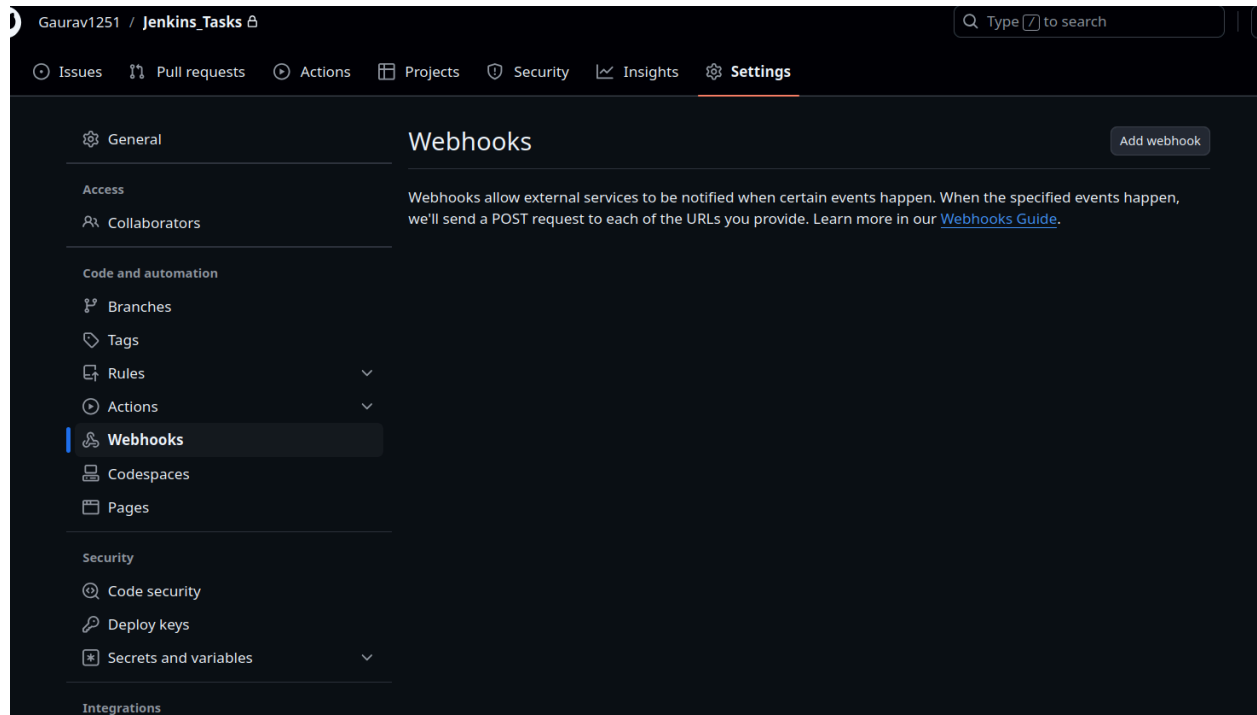 Gaurav1251 / Jenkins_Tasks
Type / to search
Issues Pull requests Actions Projects Security Insights Settings
General
Access
Collaborators
Code and automation
Branches
Tags
Rules
Actions
Webhooks
Codespaces
Pages
Security
Code security
Deploy keys
Secrets and variables
Integrations
Webhooks
Add webhook
Webhooks allow external services to be notified when certain events happen. When the specified events happen,
we'll send a POST request to each of the URLs you provide. Learn more in our Webhooks Guide.